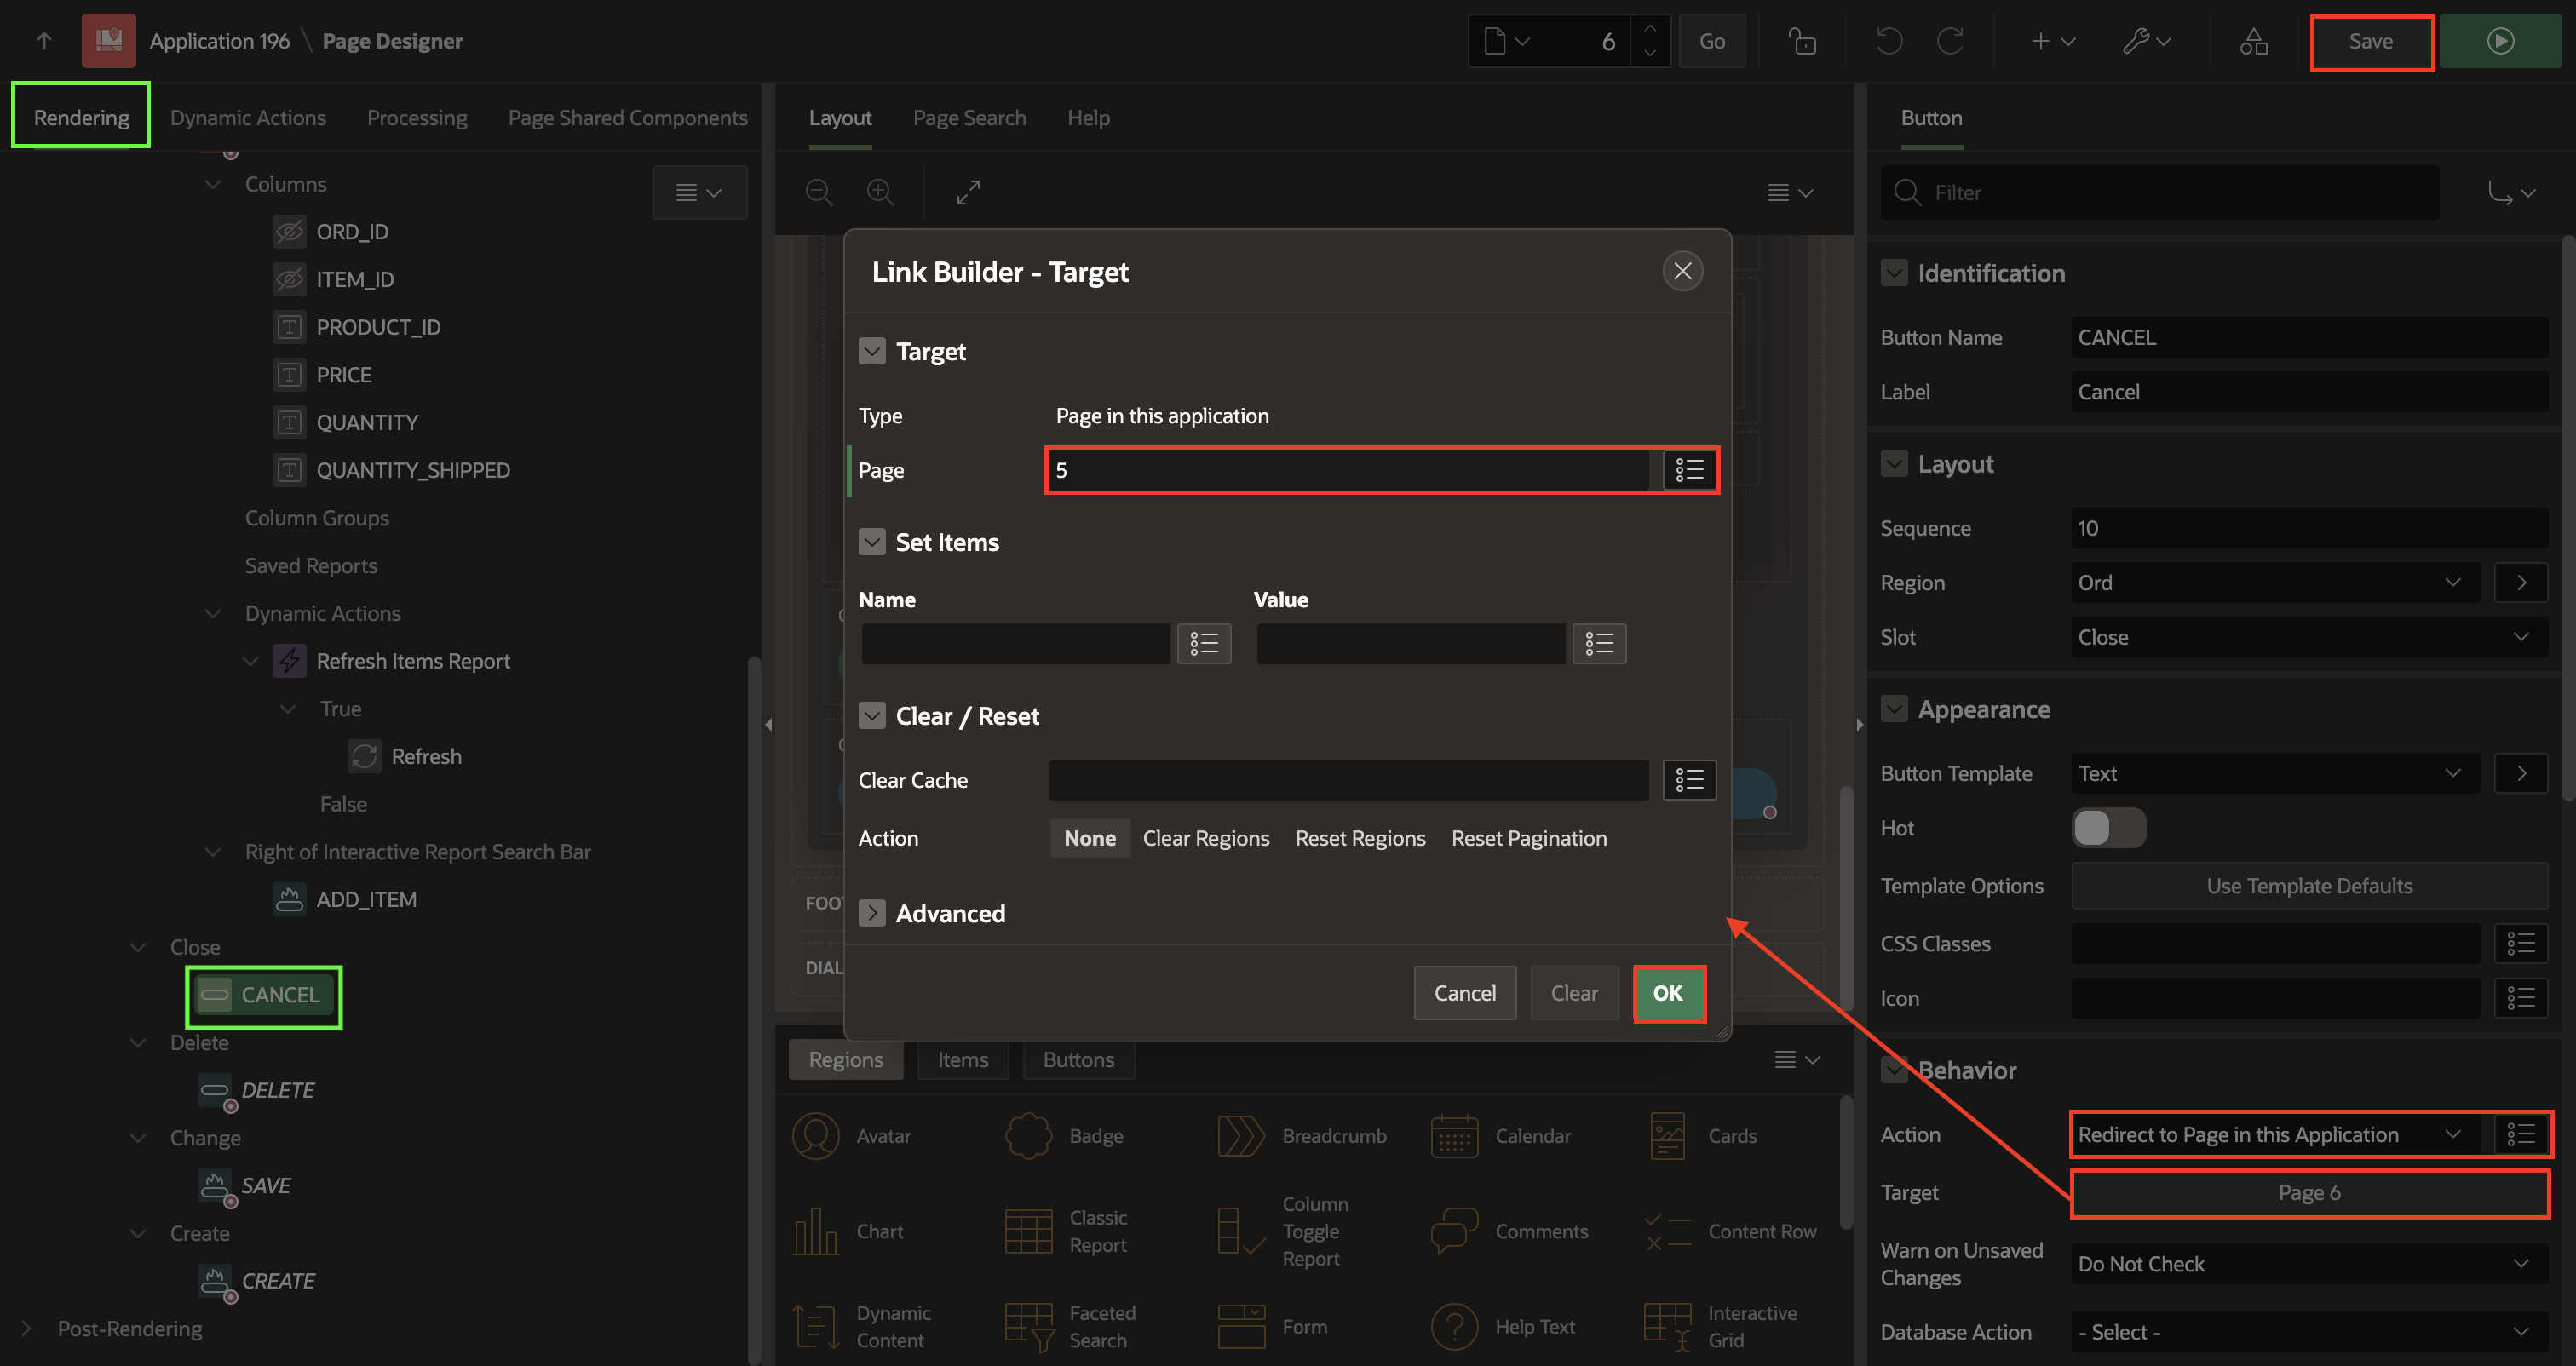 Application 196 \ Page Designer
6
Go
Save
Rendering
Dynamic Actions
Processing
Page Shared Components
Columns
ORD_ID
ITEM_ID
PRODUCT_ID
PRICE
QUANTITY
QUANTITY_SHIPPED
Column Groups
Saved Reports
Dynamic Actions
Refresh Items Report
True
Refresh
False
Right of Interactive Report Search Bar
ADD_ITEM
Close
CANCEL
Delete
DELETE
Change
SAVE
Create
CREATE
Post-Rendering
Layout
Page Search
Help
Link Builder - Target
Target
Type Page in this application
Page 5
Set Items
Name Value
Clear / Reset
Clear Cache
Action None Clear Regions Reset Regions Reset Pagination
Advanced
Cancel Clear OK
FOO
DIAL
Regions Items Buttons
Avatar
Badge
Breadcrumb
Calendar
Cards
Chart
Classic
Report
Column
Toggle
Report
Comments
Content Row
Dynamic
Content
Faceted
Search
Form
Help Text
Interactive
Grid
Button
Filter
Identification
Button Name CANCEL
Label Cancel
Layout
Sequence 10
Region Ord
Slot Close
Appearance
Button Template Text
Hot
Template Options Use Template Defaults
CSS Classes
Icon
Behavior
Action Redirect to Page in this Application
Target Page 6
Warn on Unsaved
Changes
Do Not Check
Database Action - Select -